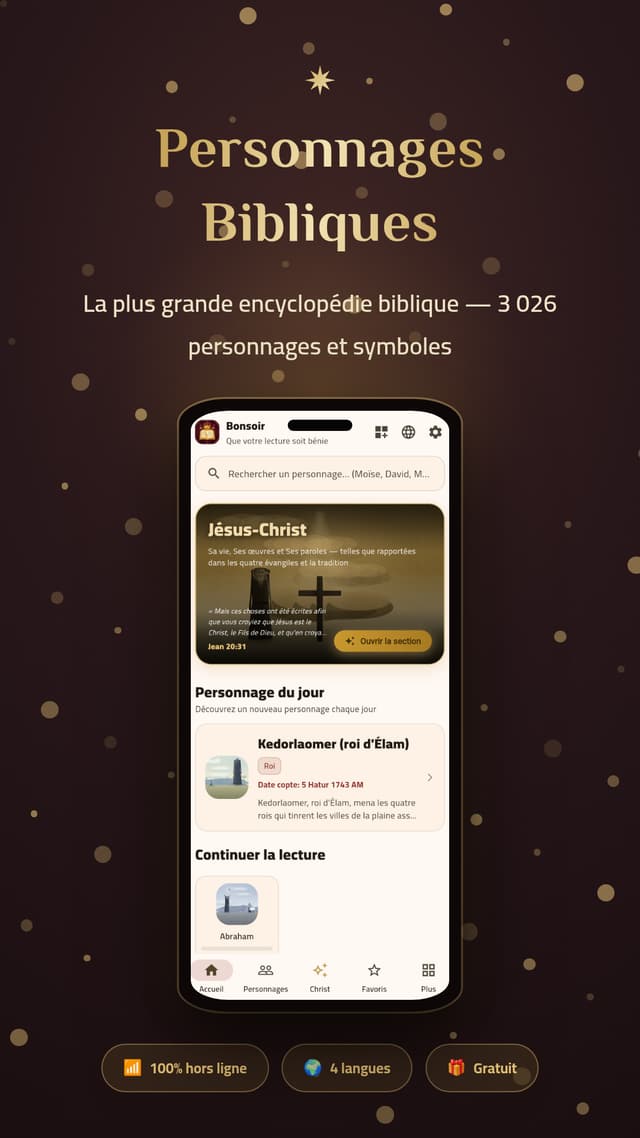 Personnages
Bibliques
La plus grande encyclopédie biblique — 3 026
personnages et symboles
Bonsoir
Que votre lecture soit bénie
Rechercher un personnage... (Moïse, David, M...
Jésus-Christ
Sa vie, Ses œuvres et Ses paroles — telles que rapportées
dans les quatre évangiles et la tradition
« Mais ces choses ont été écrites afin
que vous croyiez que Jésus est le
Christ, le Fils de Dieu, et qu'en croya...
Jean 20:31
Ouvrir la section
Personnage du jour
Découvrez un nouveau personnage chaque jour
Kedorlaomer (roi d'Élam)
Roi
Date copte: 5 Hatur 1743 AM
Kedorlaomer, roi d'Élam, mena les quatre
rois qui tinrent les villes de la plaine ass...
Continuer la lecture
Abraham
Accueil
Personnages
Christ
Favoris
Plus
100% hors ligne
4 langues
Gratuit